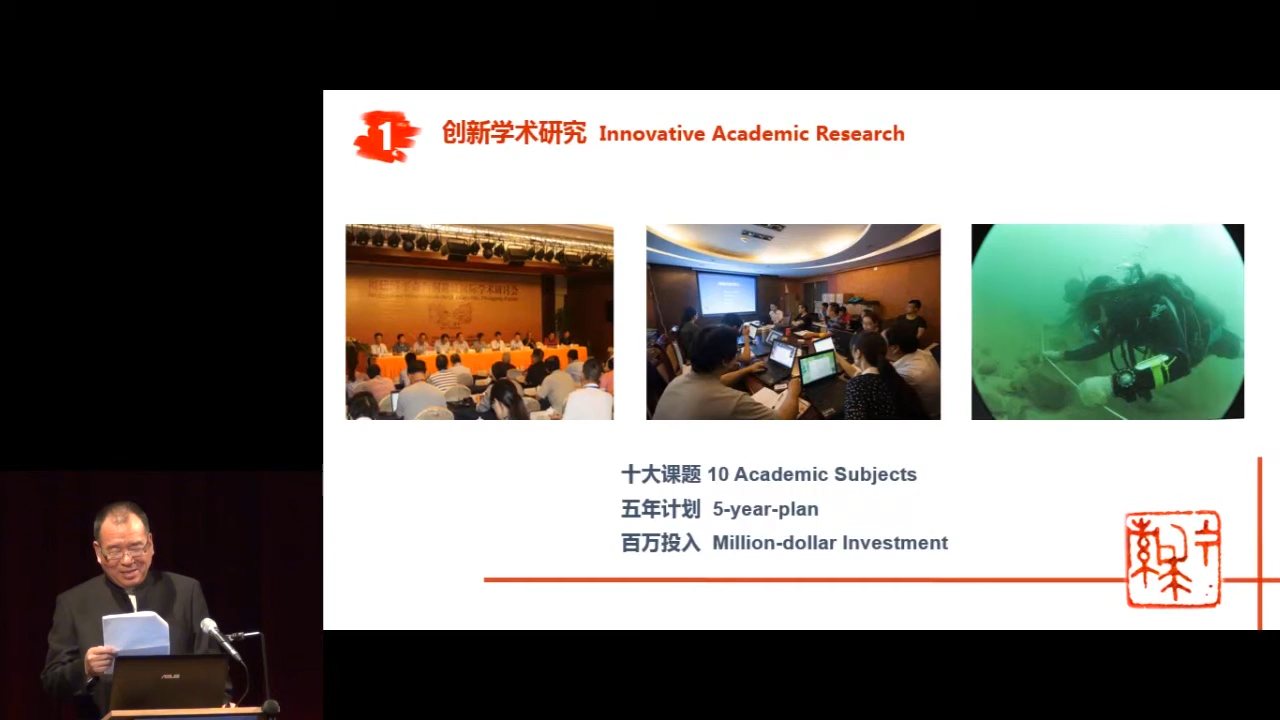 1
创新学术研究 Innovative Academic Research
十大课题 10 Academic Subjects
五年计划 5-year-plan
百万投入 Million-dollar Investment
ASUS